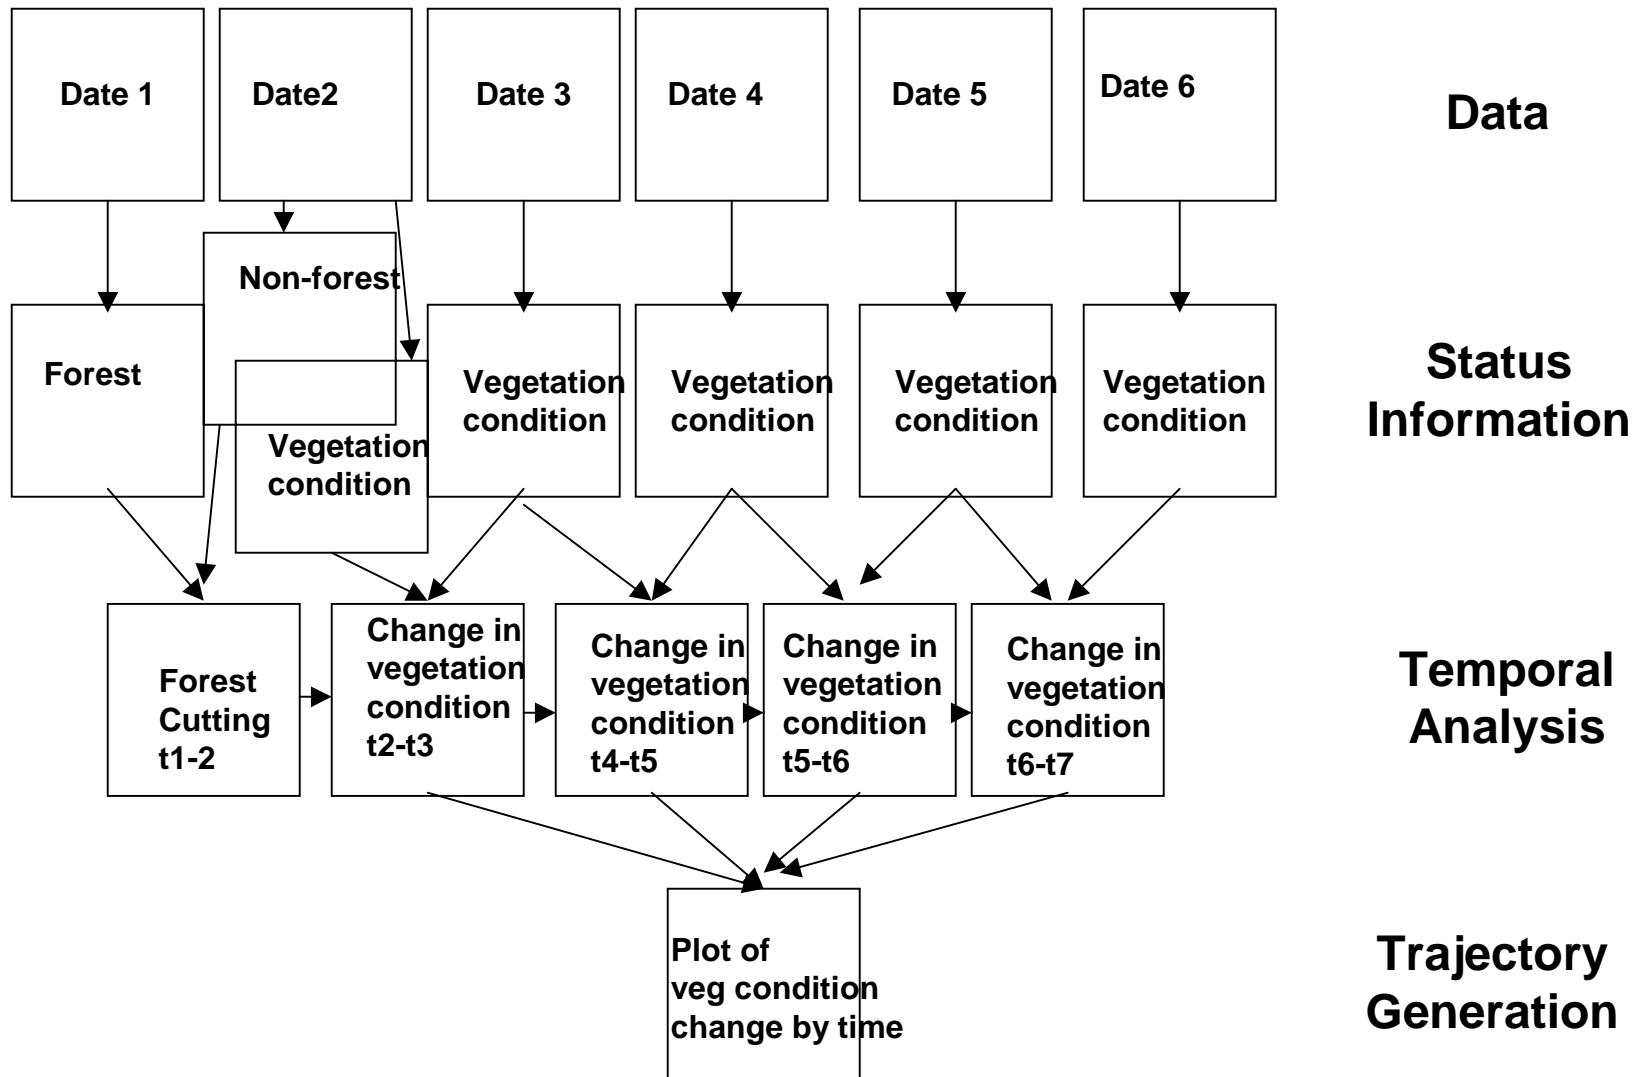 Date 1
Date2
Date 3
Date 4
Date 5
Date 6
Data
Non-forest
Forest
Vegetation
condition
Vegetation
condition
Vegetation
condition
Vegetation
condition
Vegetation
condition
Status
Information
Forest
Cutting
t1-2
Change in
vegetation
condition
t2-t3
Change in
vegetation
condition
t4-t5
Change in
vegetation
condition
t5-t6
Change in
vegetation
condition
t6-t7
Temporal
Analysis
Plot of
veg condition
change by time
Trajectory
Generation